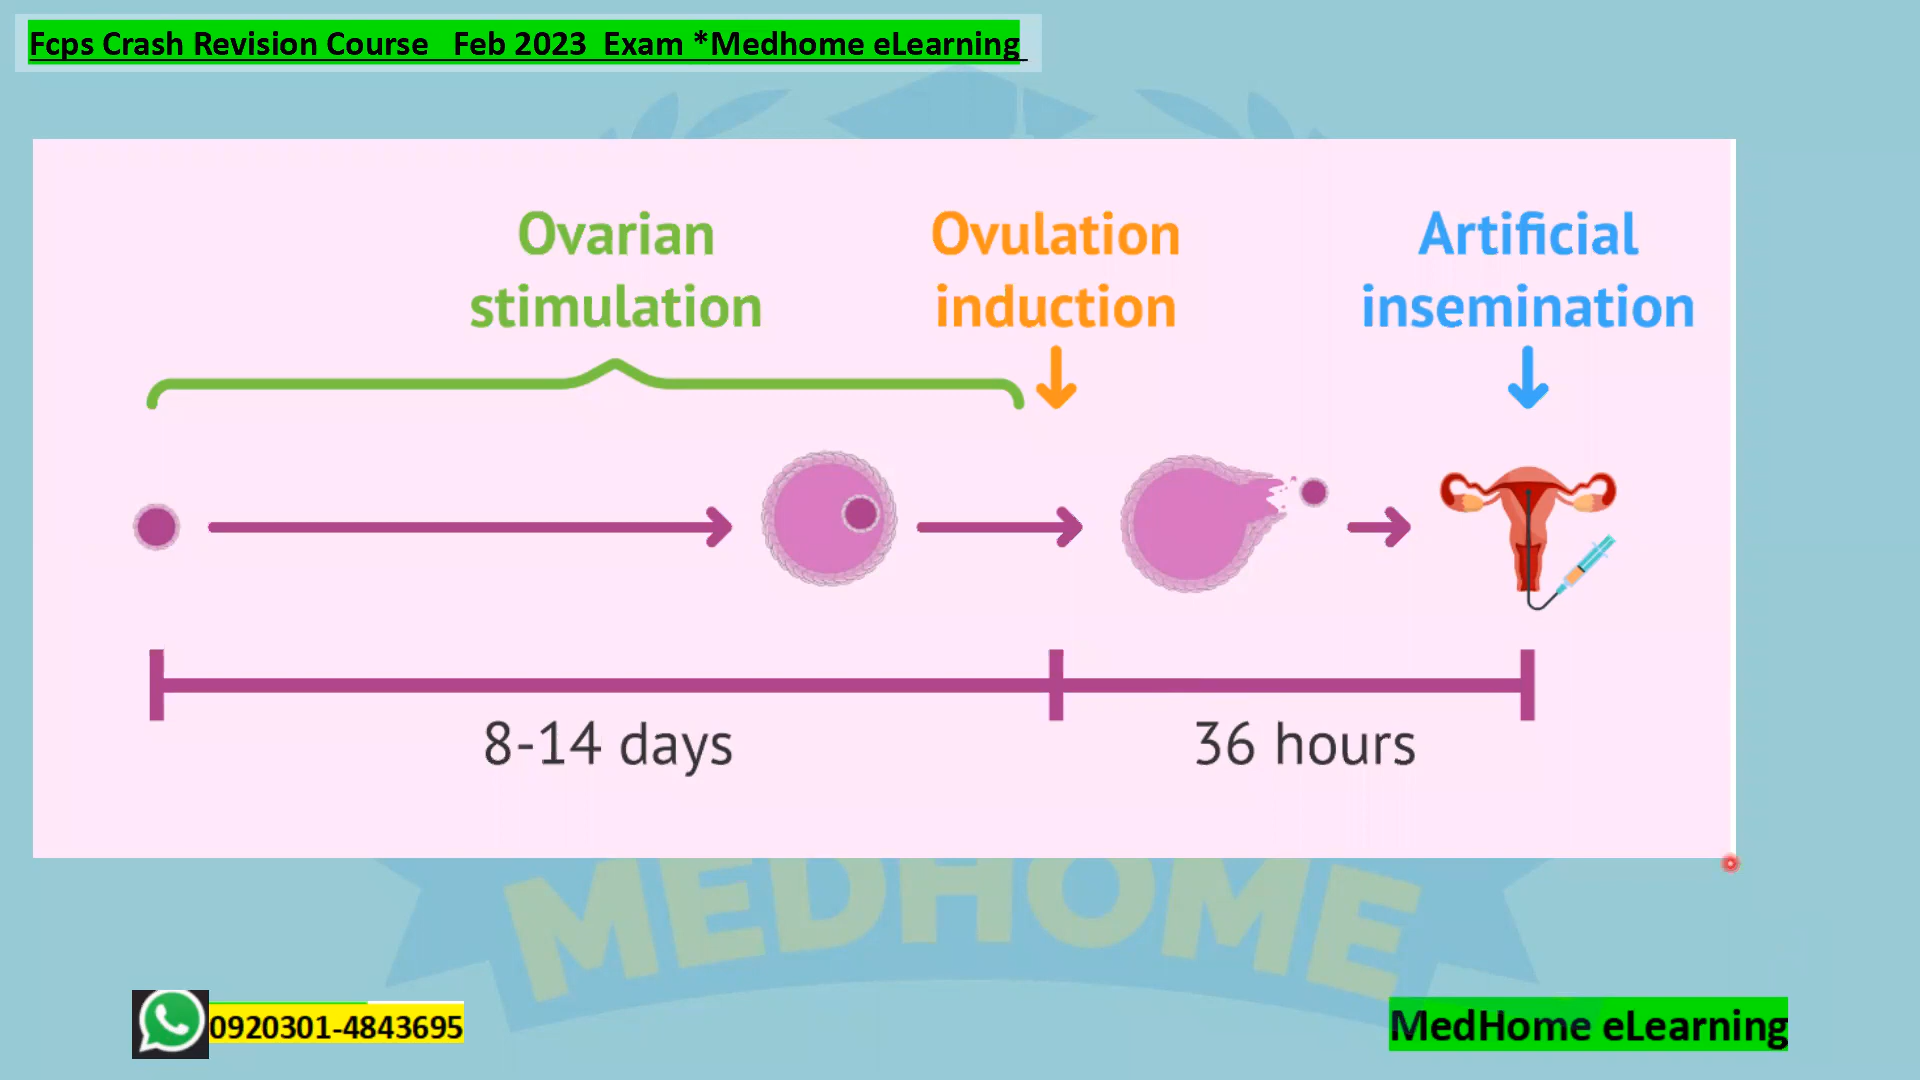 Fcps Crash Revision Course   Feb 2023  Exam *Medhome eLearning
Ovarian
stimulation
Ovulation
induction
Artificial
insemination
8-14 days
36 hours
MEDHOME
0920301-4843695
MedHome eLearning